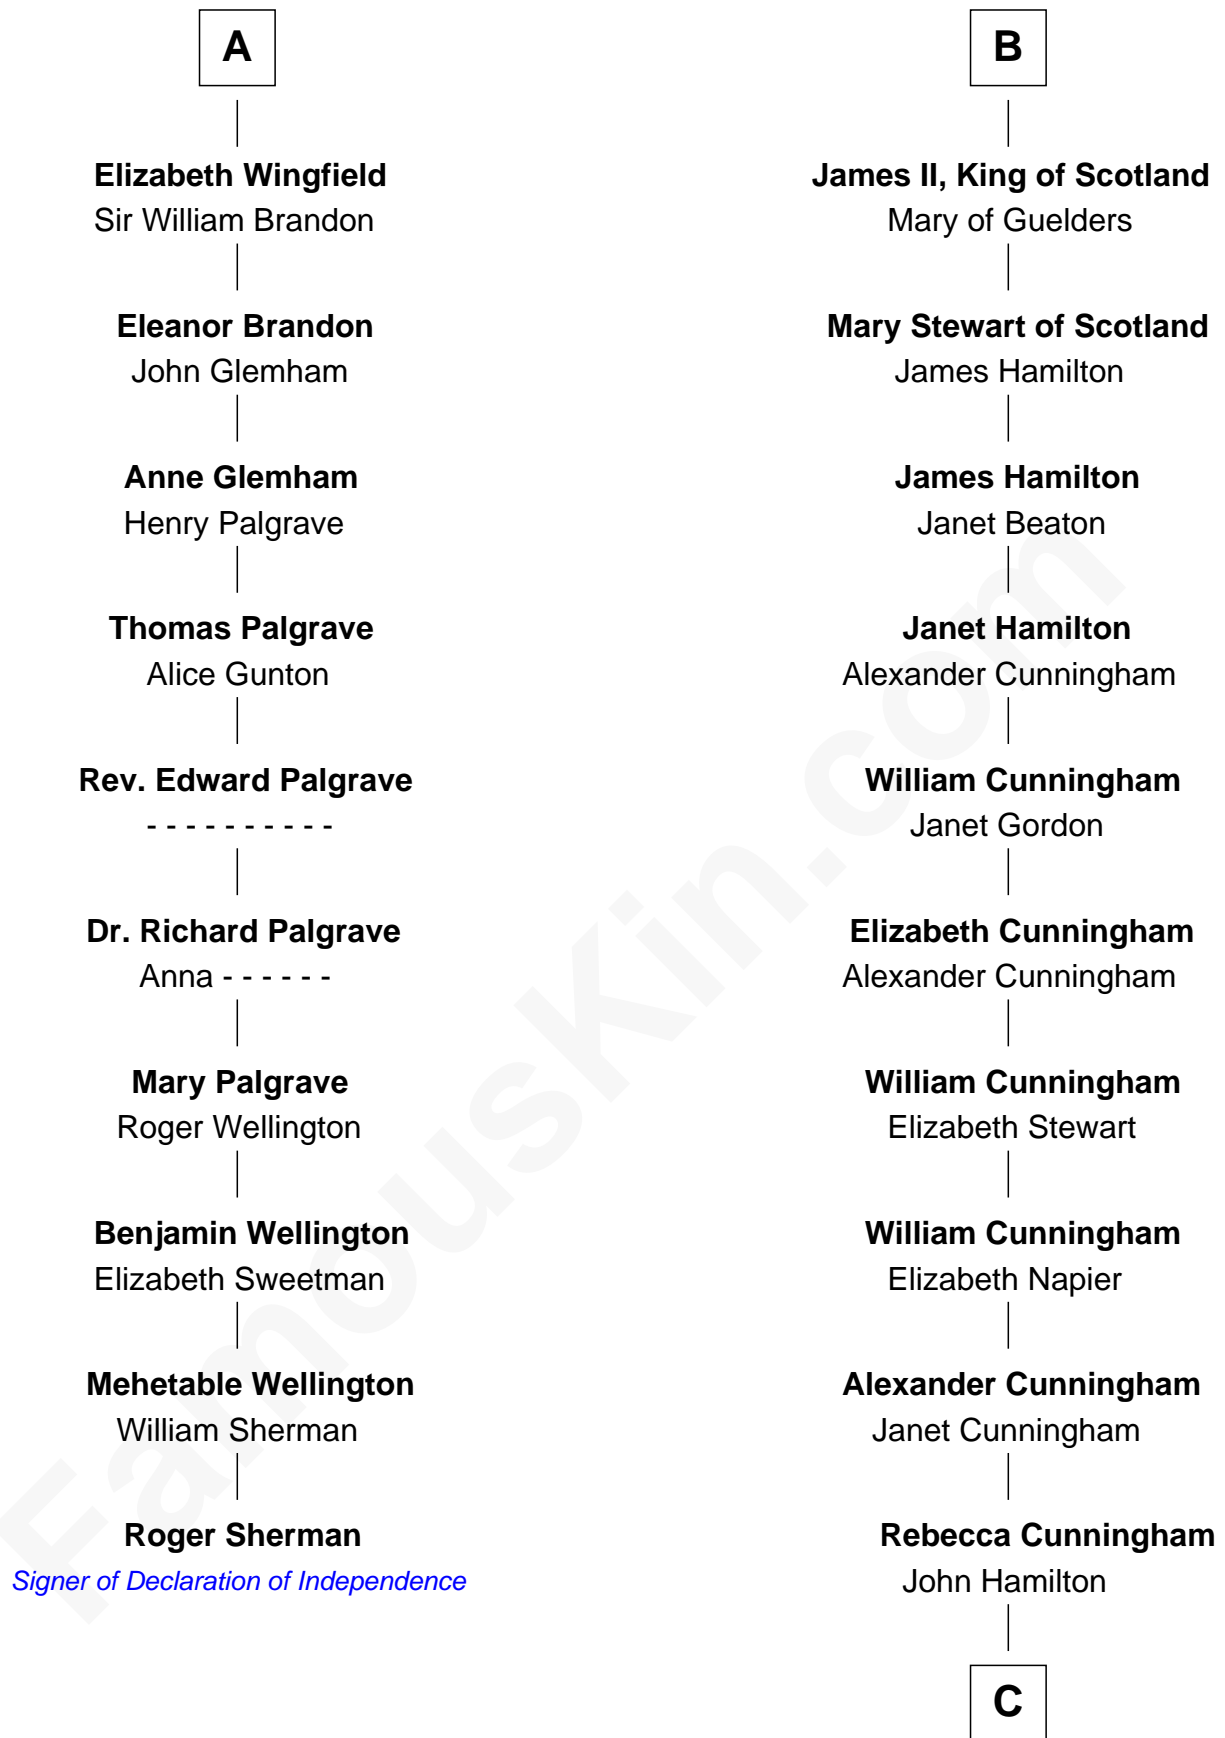 A
Elizabeth Wingfield
Sir William Brandon
Eleanor Brandon
John Glemham
Anne Glemham
Henry Palgrave
Thomas Palgrave
Alice Gunton
Rev. Edward Palgrave
- - - - - - - - - -
Dr. Richard Palgrave
Anna - - - - - -
Mary Palgrave
Roger Wellington
Benjamin Wellington
Elizabeth Sweetman
Mehetable Wellington
William Sherman
Roger Sherman
Signer of Declaration of Independence
B
James II, King of Scotland
Mary of Guelders
Mary Stewart of Scotland
James Hamilton
James Hamilton
Janet Beaton
Janet Hamilton
Alexander Cunningham
William Cunningham
Janet Gordon
Elizabeth Cunningham
Alexander Cunningham
William Cunningham
Elizabeth Stewart
William Cunningham
Elizabeth Napier
Alexander Cunningham
Janet Cunningham
Rebecca Cunningham
John Hamilton
C
FamousKin.com